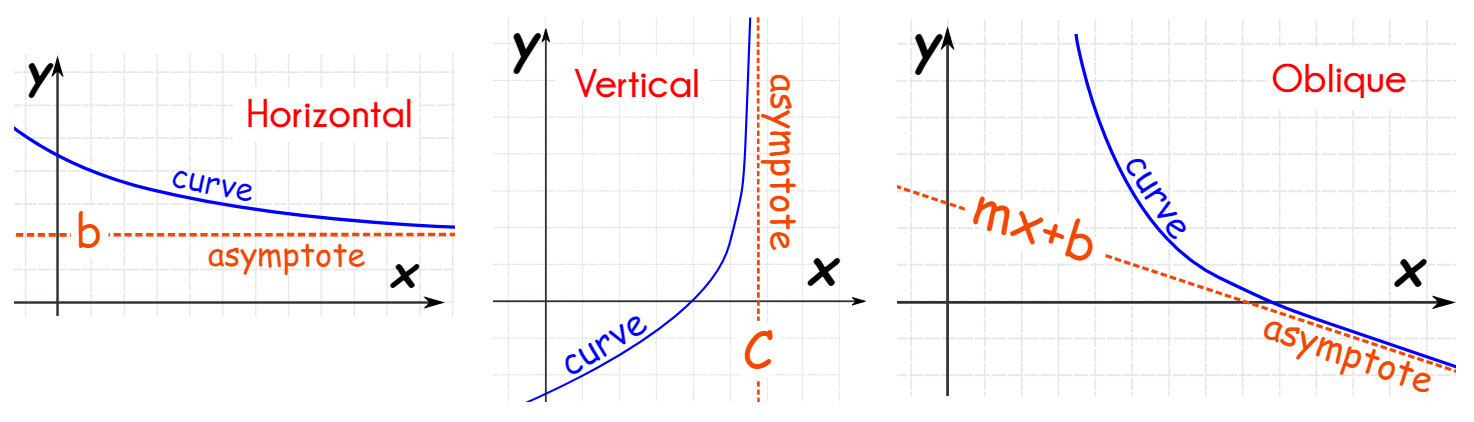 y
Horizontal
curve
b
asymptote
x
y
Vertical
asymptote
x
curve
C
y
Oblique
curve
mx+b
x
asymptote